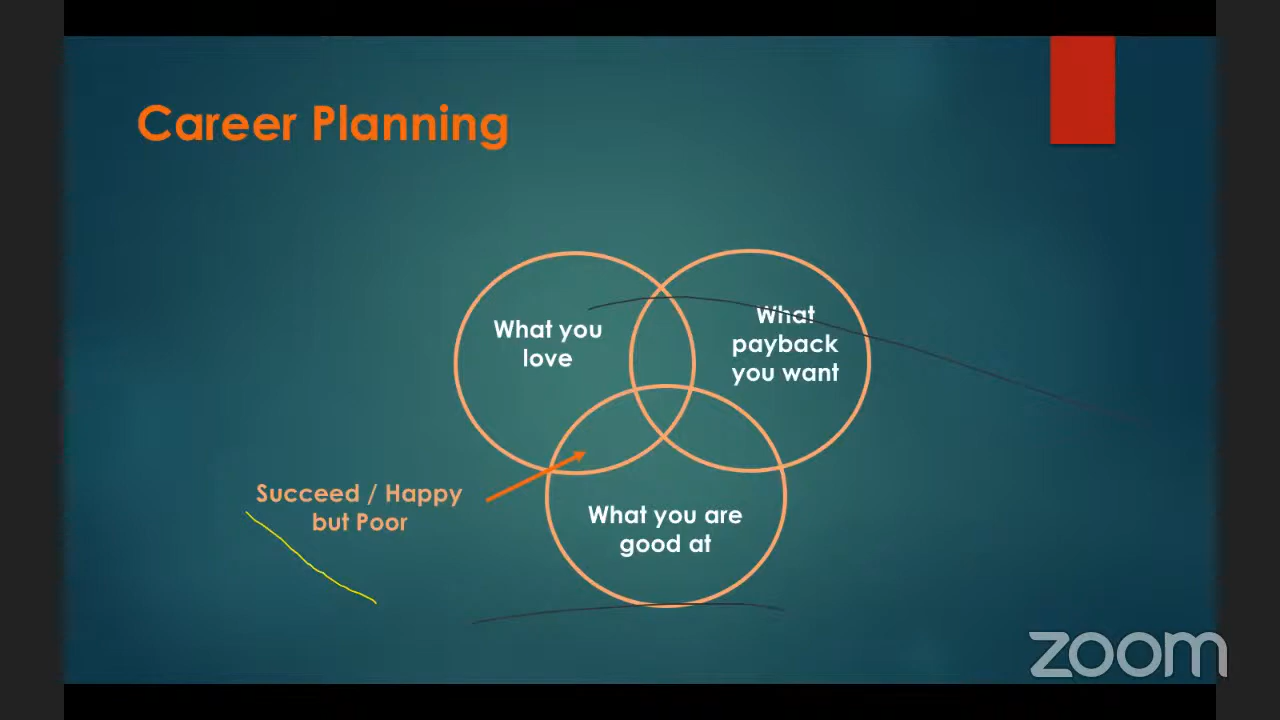 Career Planning
What you
love
What
payback
you want
Succeed / Happy
but Poor
What you are
good at
zoom